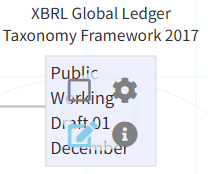 XBRL Global Ledger
Taxonomy Framework 2017
Public
Working
Draft 01
December